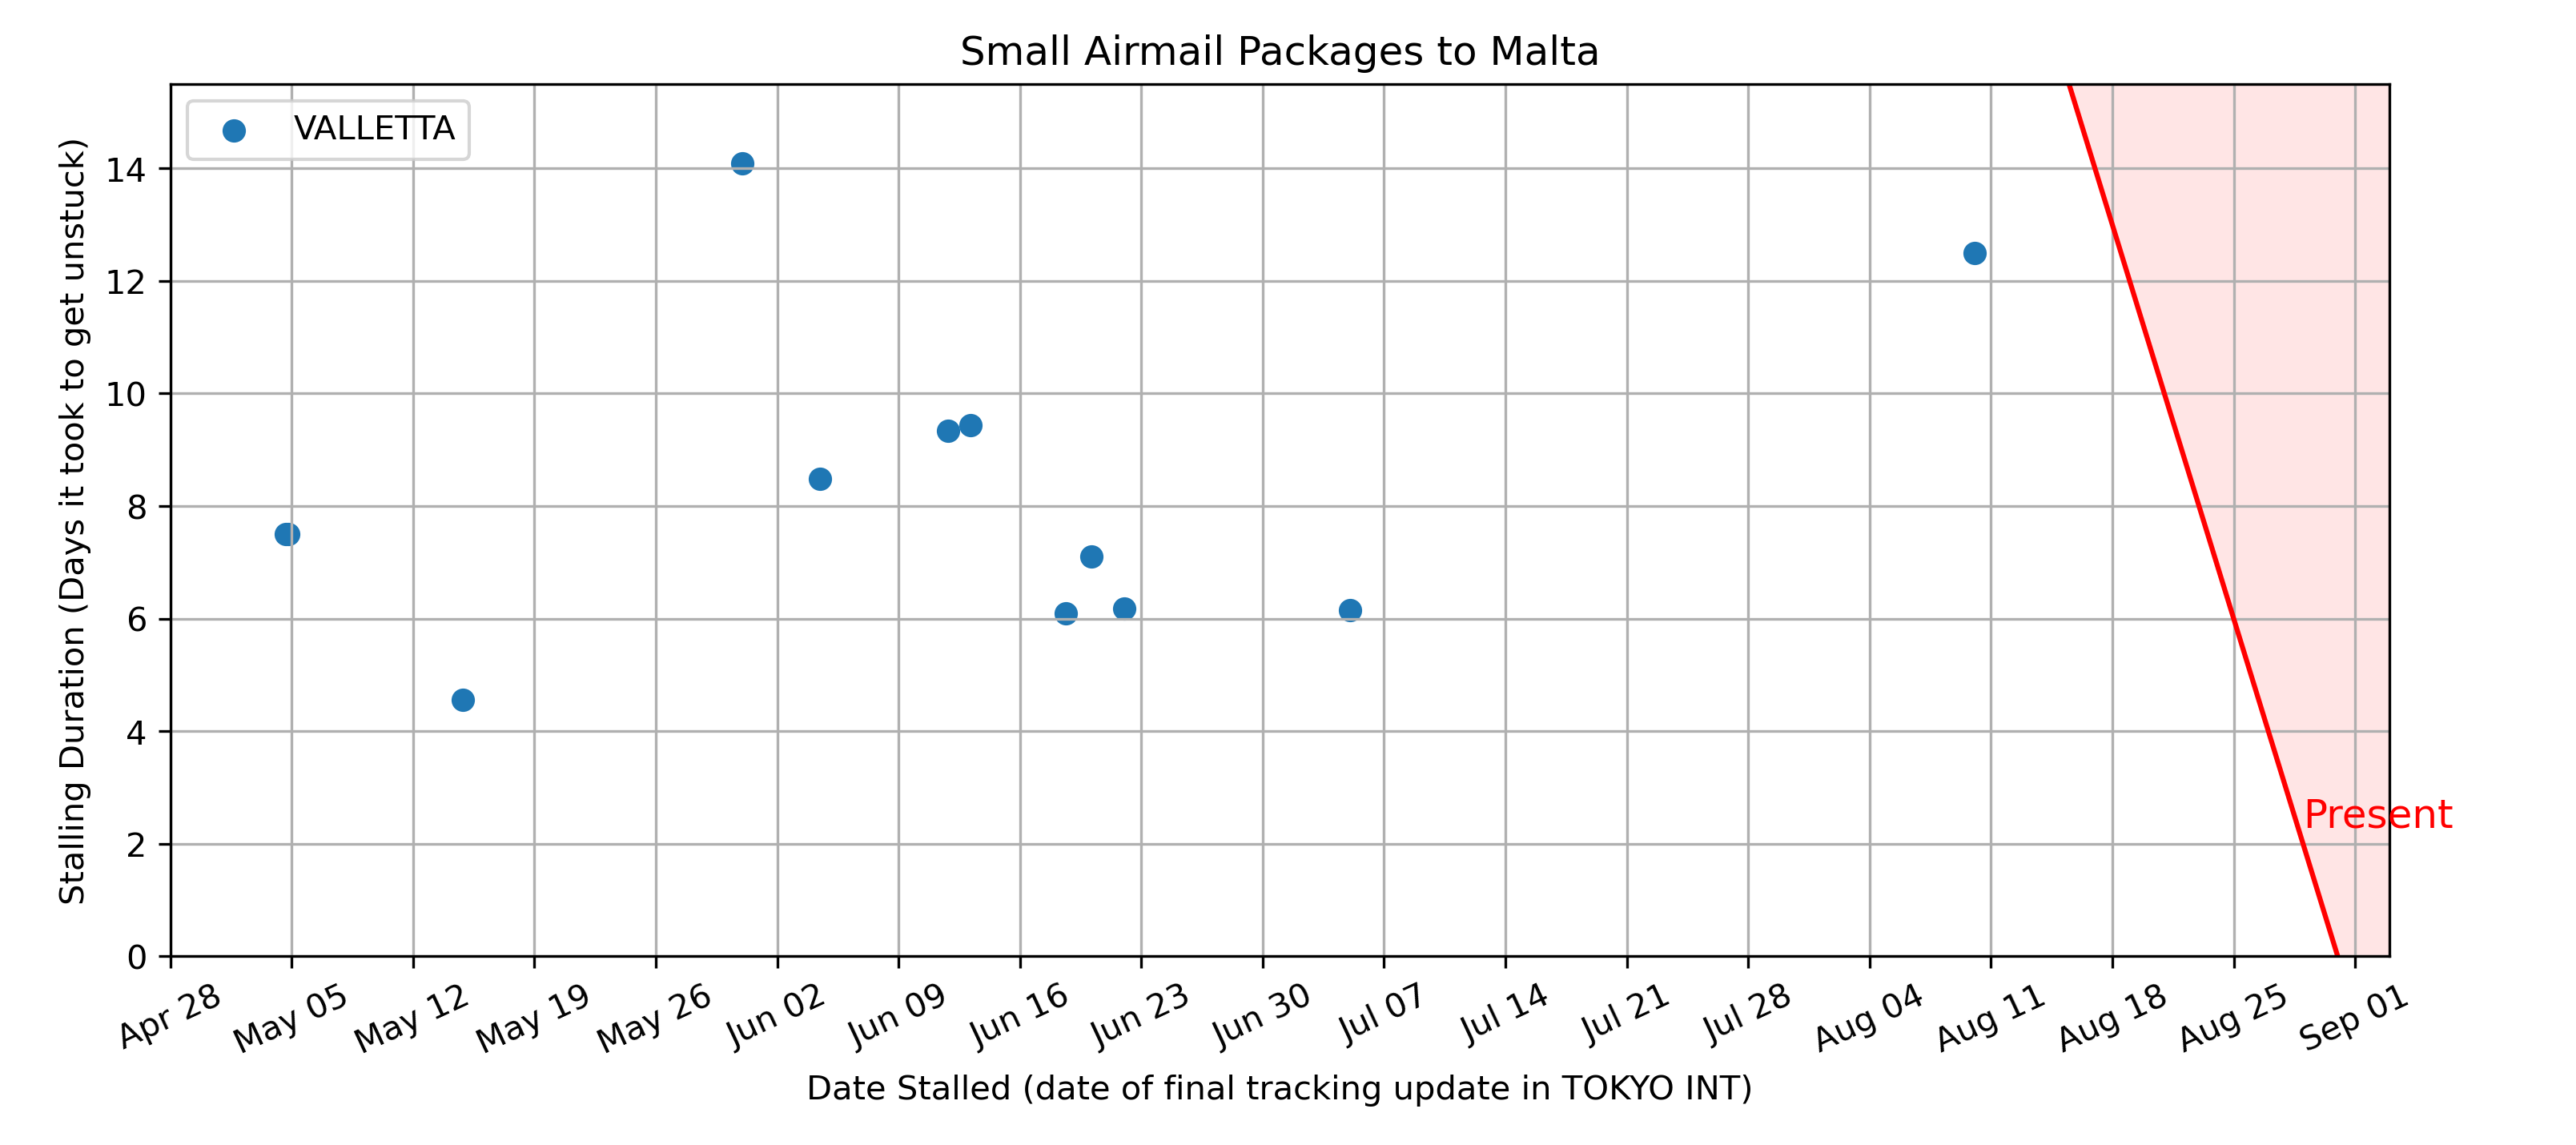 Small Airmail Packages to Malta
VALLETTA
Stalling Duration (Days it took to get unstuck)
14
12
10
8
6
4
2
0
Present
Apr 28 May 05 May 12 May 19 May 26 Jun 02 Jun 09 Jun 16 Jun 23 Jun 30 Jul 07 Jul 14 Jul 21 Jul 28 Aug 04 Aug 11 Aug 18 Aug 25 Sep 01
Date Stalled (date of final tracking update in TOKYO INT)